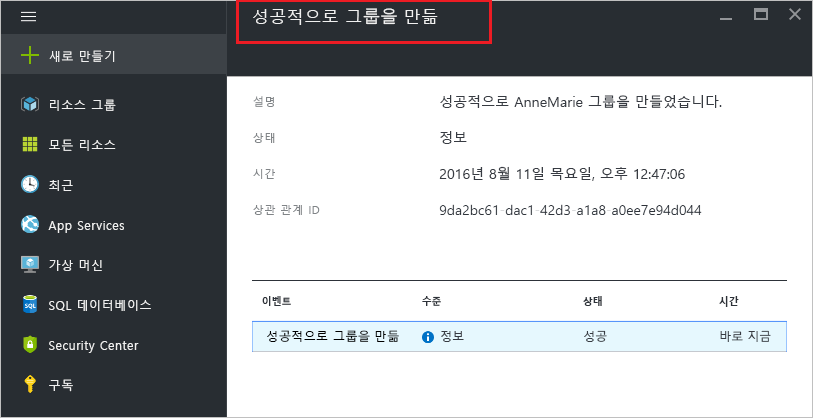 성공적으로 그룹을 만듦
새로 만들기
리소스 그룹
모든 리소스
최근
App Services
가상 머신
SQL 데이터베이스
Security Center
구독
설명 성공적으로 AnneMarie 그룹을 만들었습니다.
상태 정보
시간 2016년 8월 11일 목요일, 오후 12:47:06
상관 관계 ID 9da2bc61-dac1-42d3-a1a8-a0ee7e94d044
이벤트 수준 상태 시간
성공적으로 그룹을 만듦 정보 성공 바로 지금